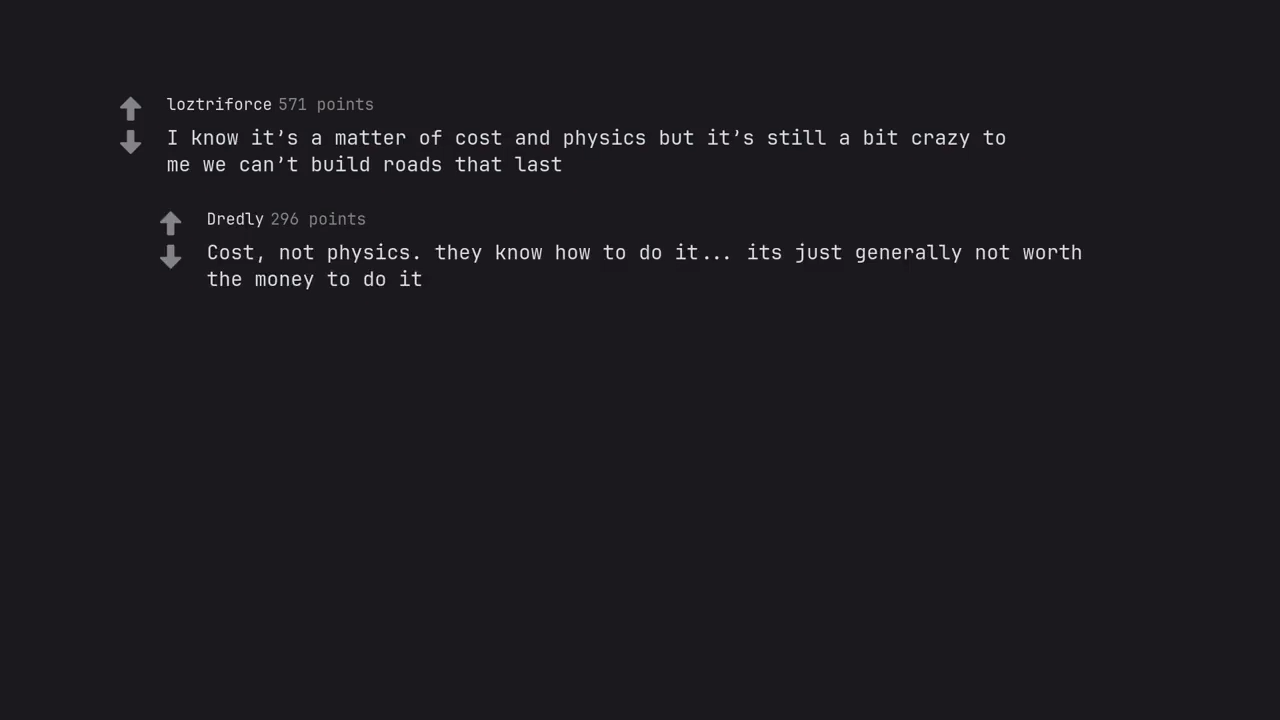 loztriforce 571 points
I know it’s a matter of cost and physics but it’s still a bit crazy to
me we can’t build roads that last
Dredly 296 points
Cost, not physics. they know how to do it... its just generally not worth
the money to do it